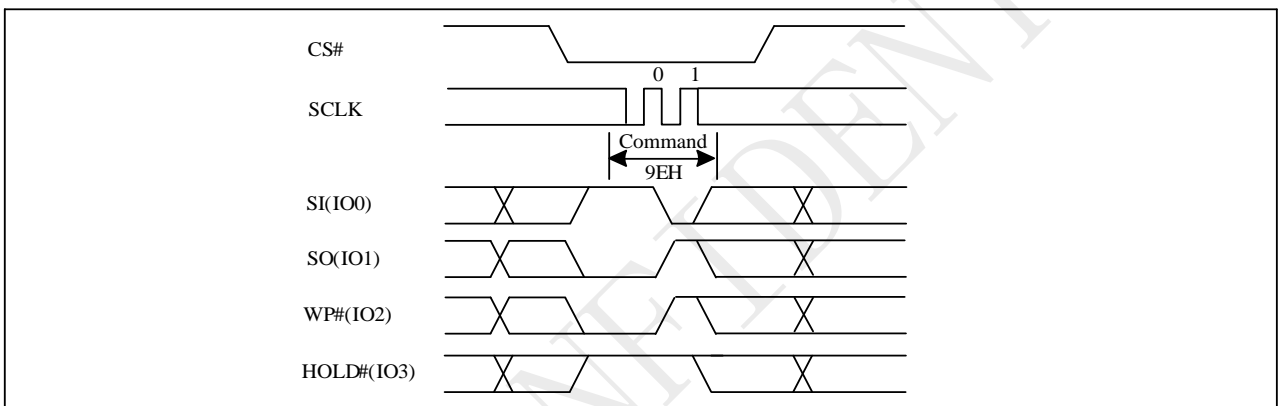 CS#
0 1
SCLK
Command
9EH
SI(IO0)
SO(IO1)
WP#(IO2)
HOLD#(IO3)